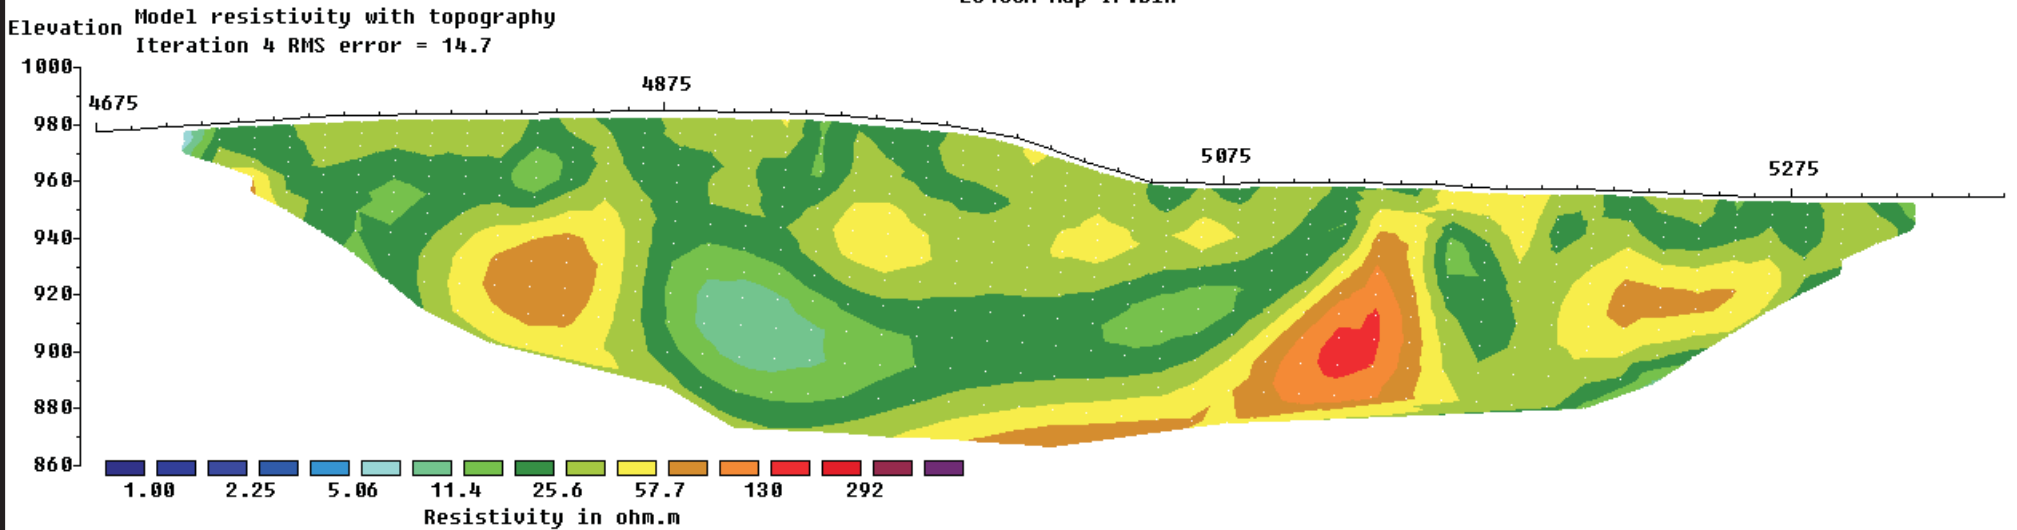 Model resistivity with topography
Elevation
Iteration 4 RMS error = 14.7
1000
4875
4675
980
5075
5275
960
940
920
900
880
860
1.00 2.25 5.06 11.4 25.6 57.7 130 292
Resistivity in ohm.m